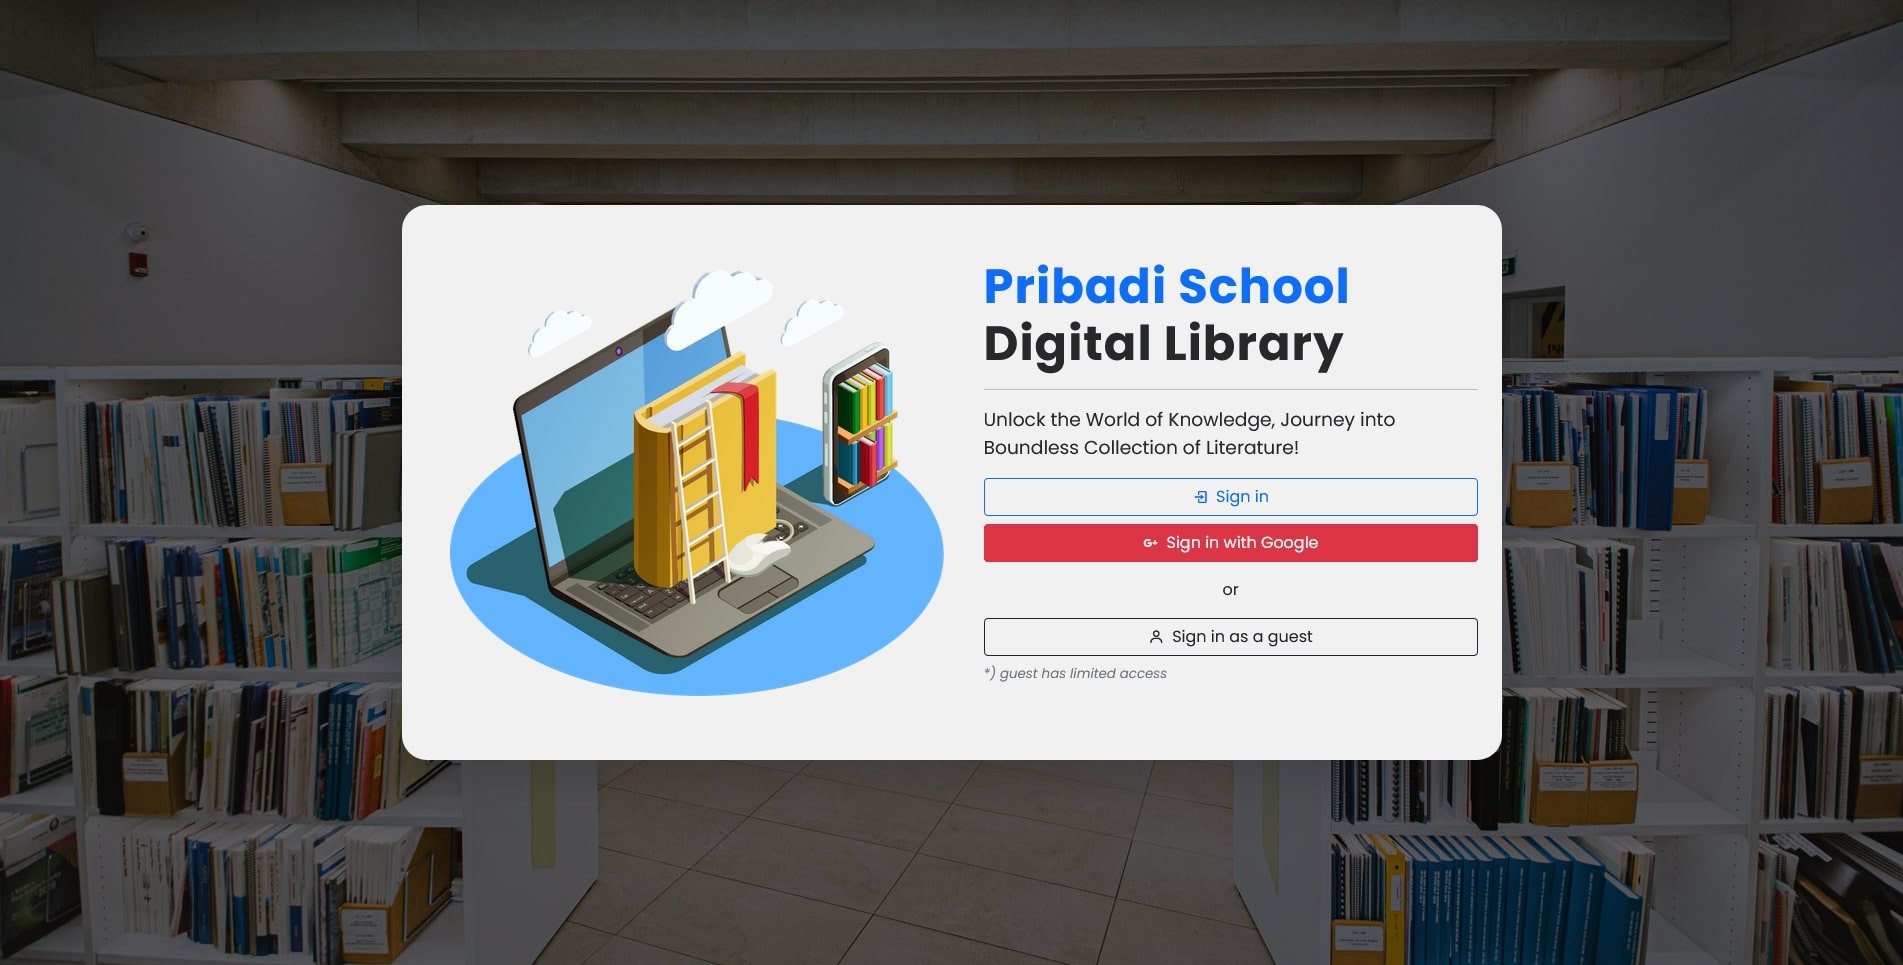 Pribadi School
Digital Library
Unlock the World of Knowledge, Journey into
Boundless Collection of Literature!
Sign in
G+ Sign in with Google
or
Sign in as a guest
*) guest has limited access